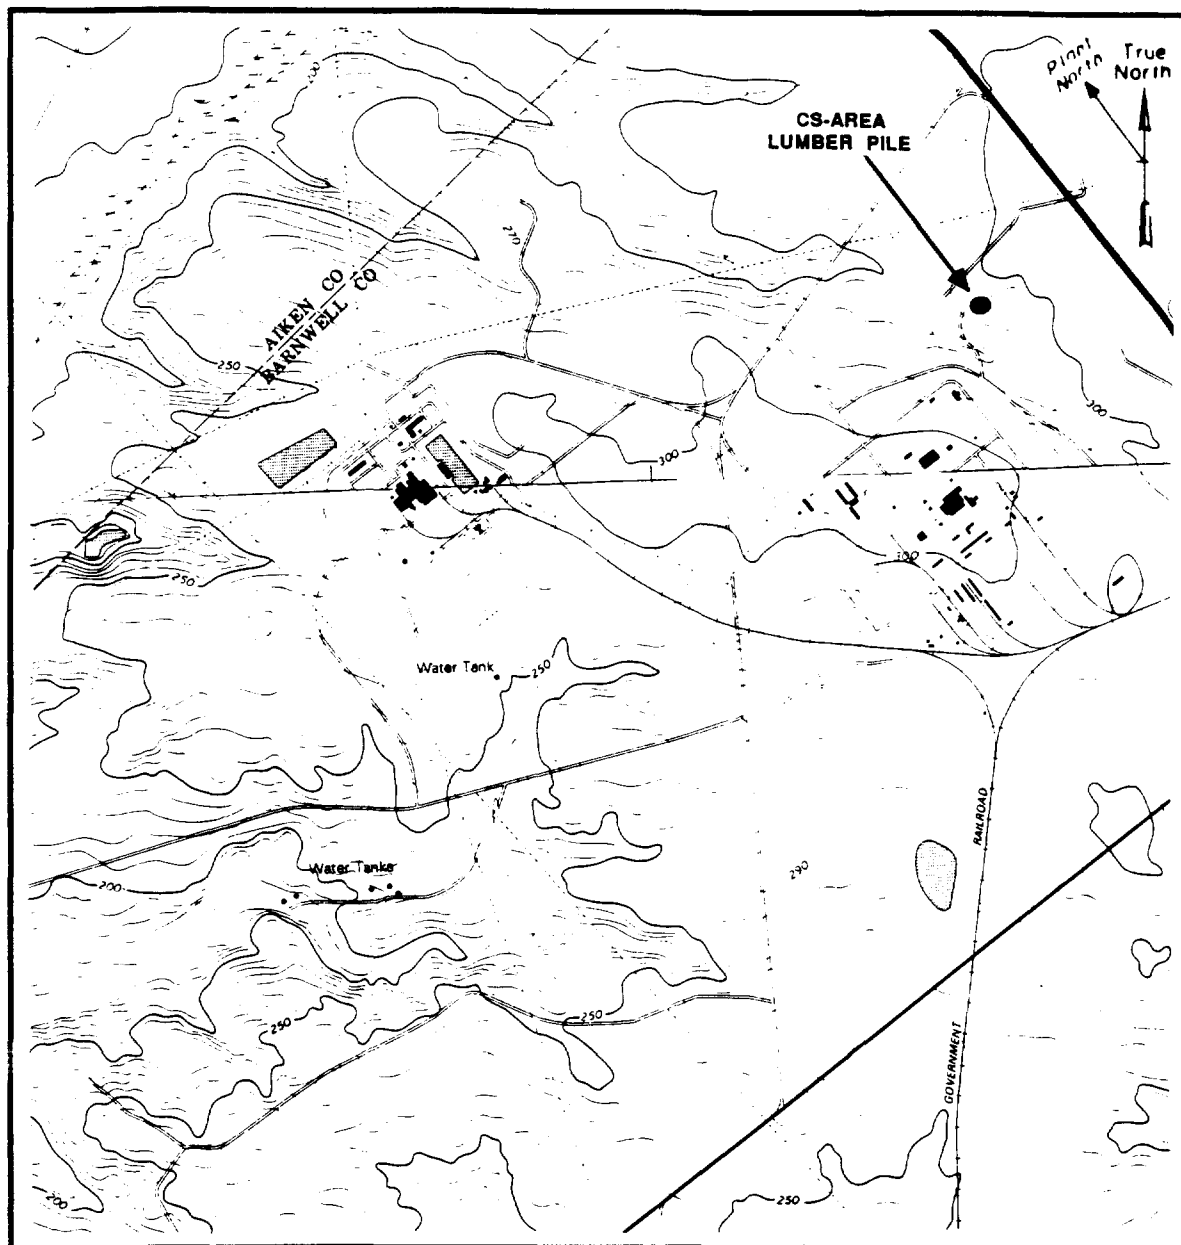 Plant
North
True
North
CS-AREA
LUMBER PILE
200
270
AIKEN CO
BARNWELL CO
250
300
300
300
250
Water Tank
250
RAILROAD
Water Tanks
200
290
250
250
GOVERNMENT
200
250